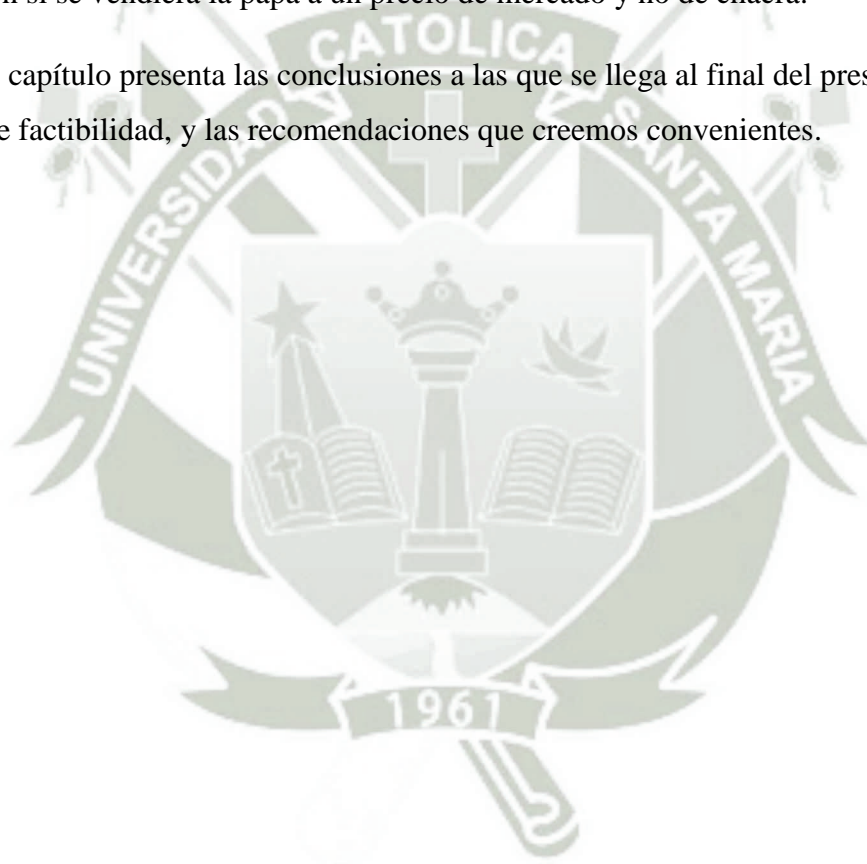 si se vendiera la papa a un precio de mercado y no de chacra.
capítulo presenta las conclusiones a las que se llega al final del pres
e factibilidad, y las recomendaciones que creemos convenientes.
UNIVERSIDAD CATOLICA SANTA MARIA
1961